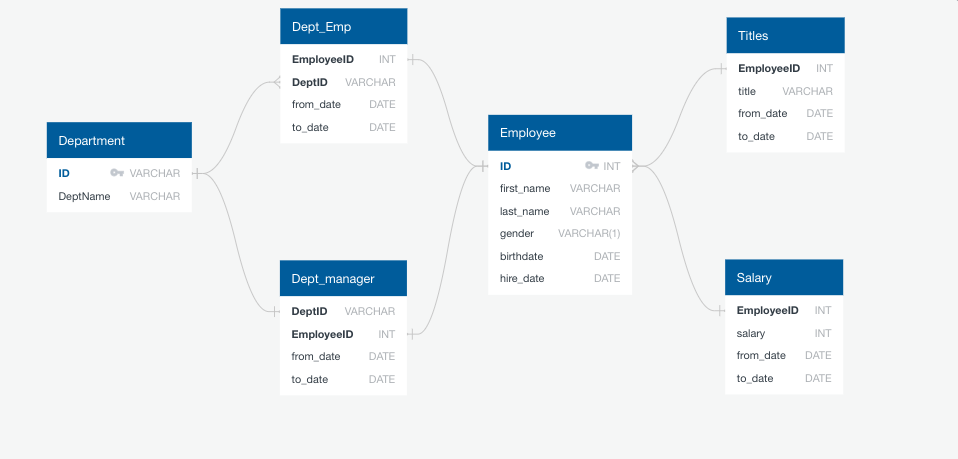 Dept_Emp
EmployeeID INT
DeptID VARCHAR
from_date DATE
to_date DATE
Titles
EmployeeID INT
title VARCHAR
from_date DATE
to_date DATE
Department
ID VARCHAR
DeptName VARCHAR
Employee
ID INT
first_name VARCHAR
last_name VARCHAR
gender VARCHAR(1)
birthdate DATE
hire_date DATE
Dept_manager
DeptID VARCHAR
EmployeeID INT
from_date DATE
to_date DATE
Salary
EmployeeID INT
salary INT
from_date DATE
to_date DATE